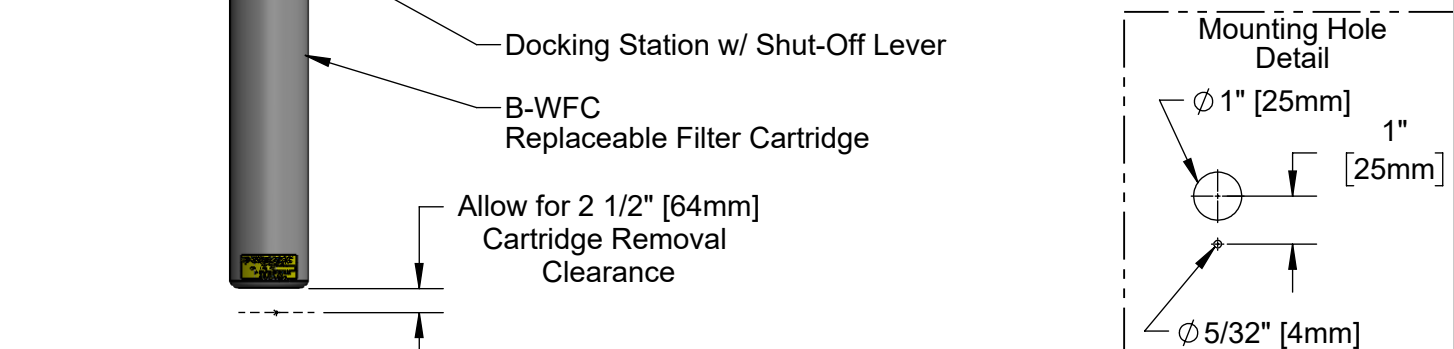 Docking Station w/ Shut-Off Lever
B-WFC
Replaceable Filter Cartridge
Allow for 2 1/2" [64mm]
Cartridge Removal
Clearance
Mounting Hole
Detail
∅ 1" [25mm]
1"
[25mm]
∅ 5/32" [4mm]